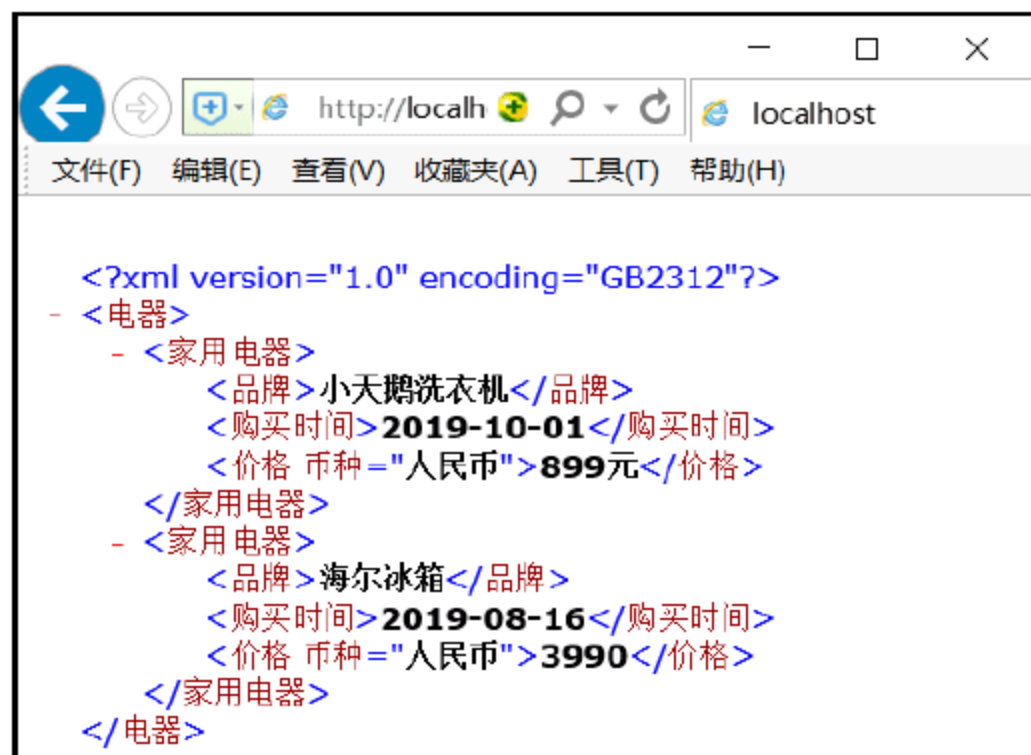 http://localh
localhost
文件(F) 编辑(E) 查看(V) 收藏夹(A) 工具(T) 帮助(H)
<?xml version="1.0" encoding="GB2312"?>
- <电器>
- <家用电器>
<品牌>小天鹅洗衣机</品牌>
<购买时间>2019-10-01</购买时间>
<价格 币种="人民币">899元</价格>
</家用电器>
- <家用电器>
<品牌>海尔冰箱</品牌>
<购买时间>2019-08-16</购买时间>
<价格 币种="人民币">3990</价格>
</家用电器>
</电器>